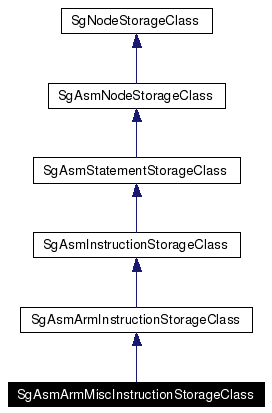 SgNodeStorageClass
SgAsmNodeStorageClass
SgAsmStatementStorageClass
SgAsmInstructionStorageClass
SgAsmArmInstructionStorageClass
SgAsmArmMiscInstructionStorageClass